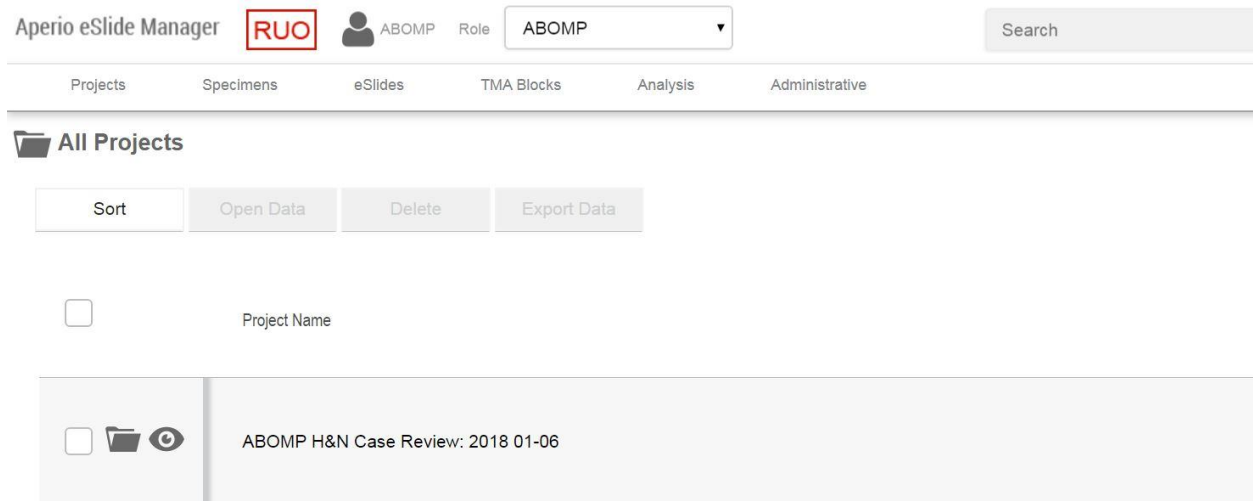 Aperio eSlide Manager RUO ABOMP Role ABOMP Search
Projects Specimens eSlides TMA Blocks Analysis Administrative
All Projects
Sort Open Data Delete Export Data
Project Name
ABOMP H&N Case Review: 2018 01-06